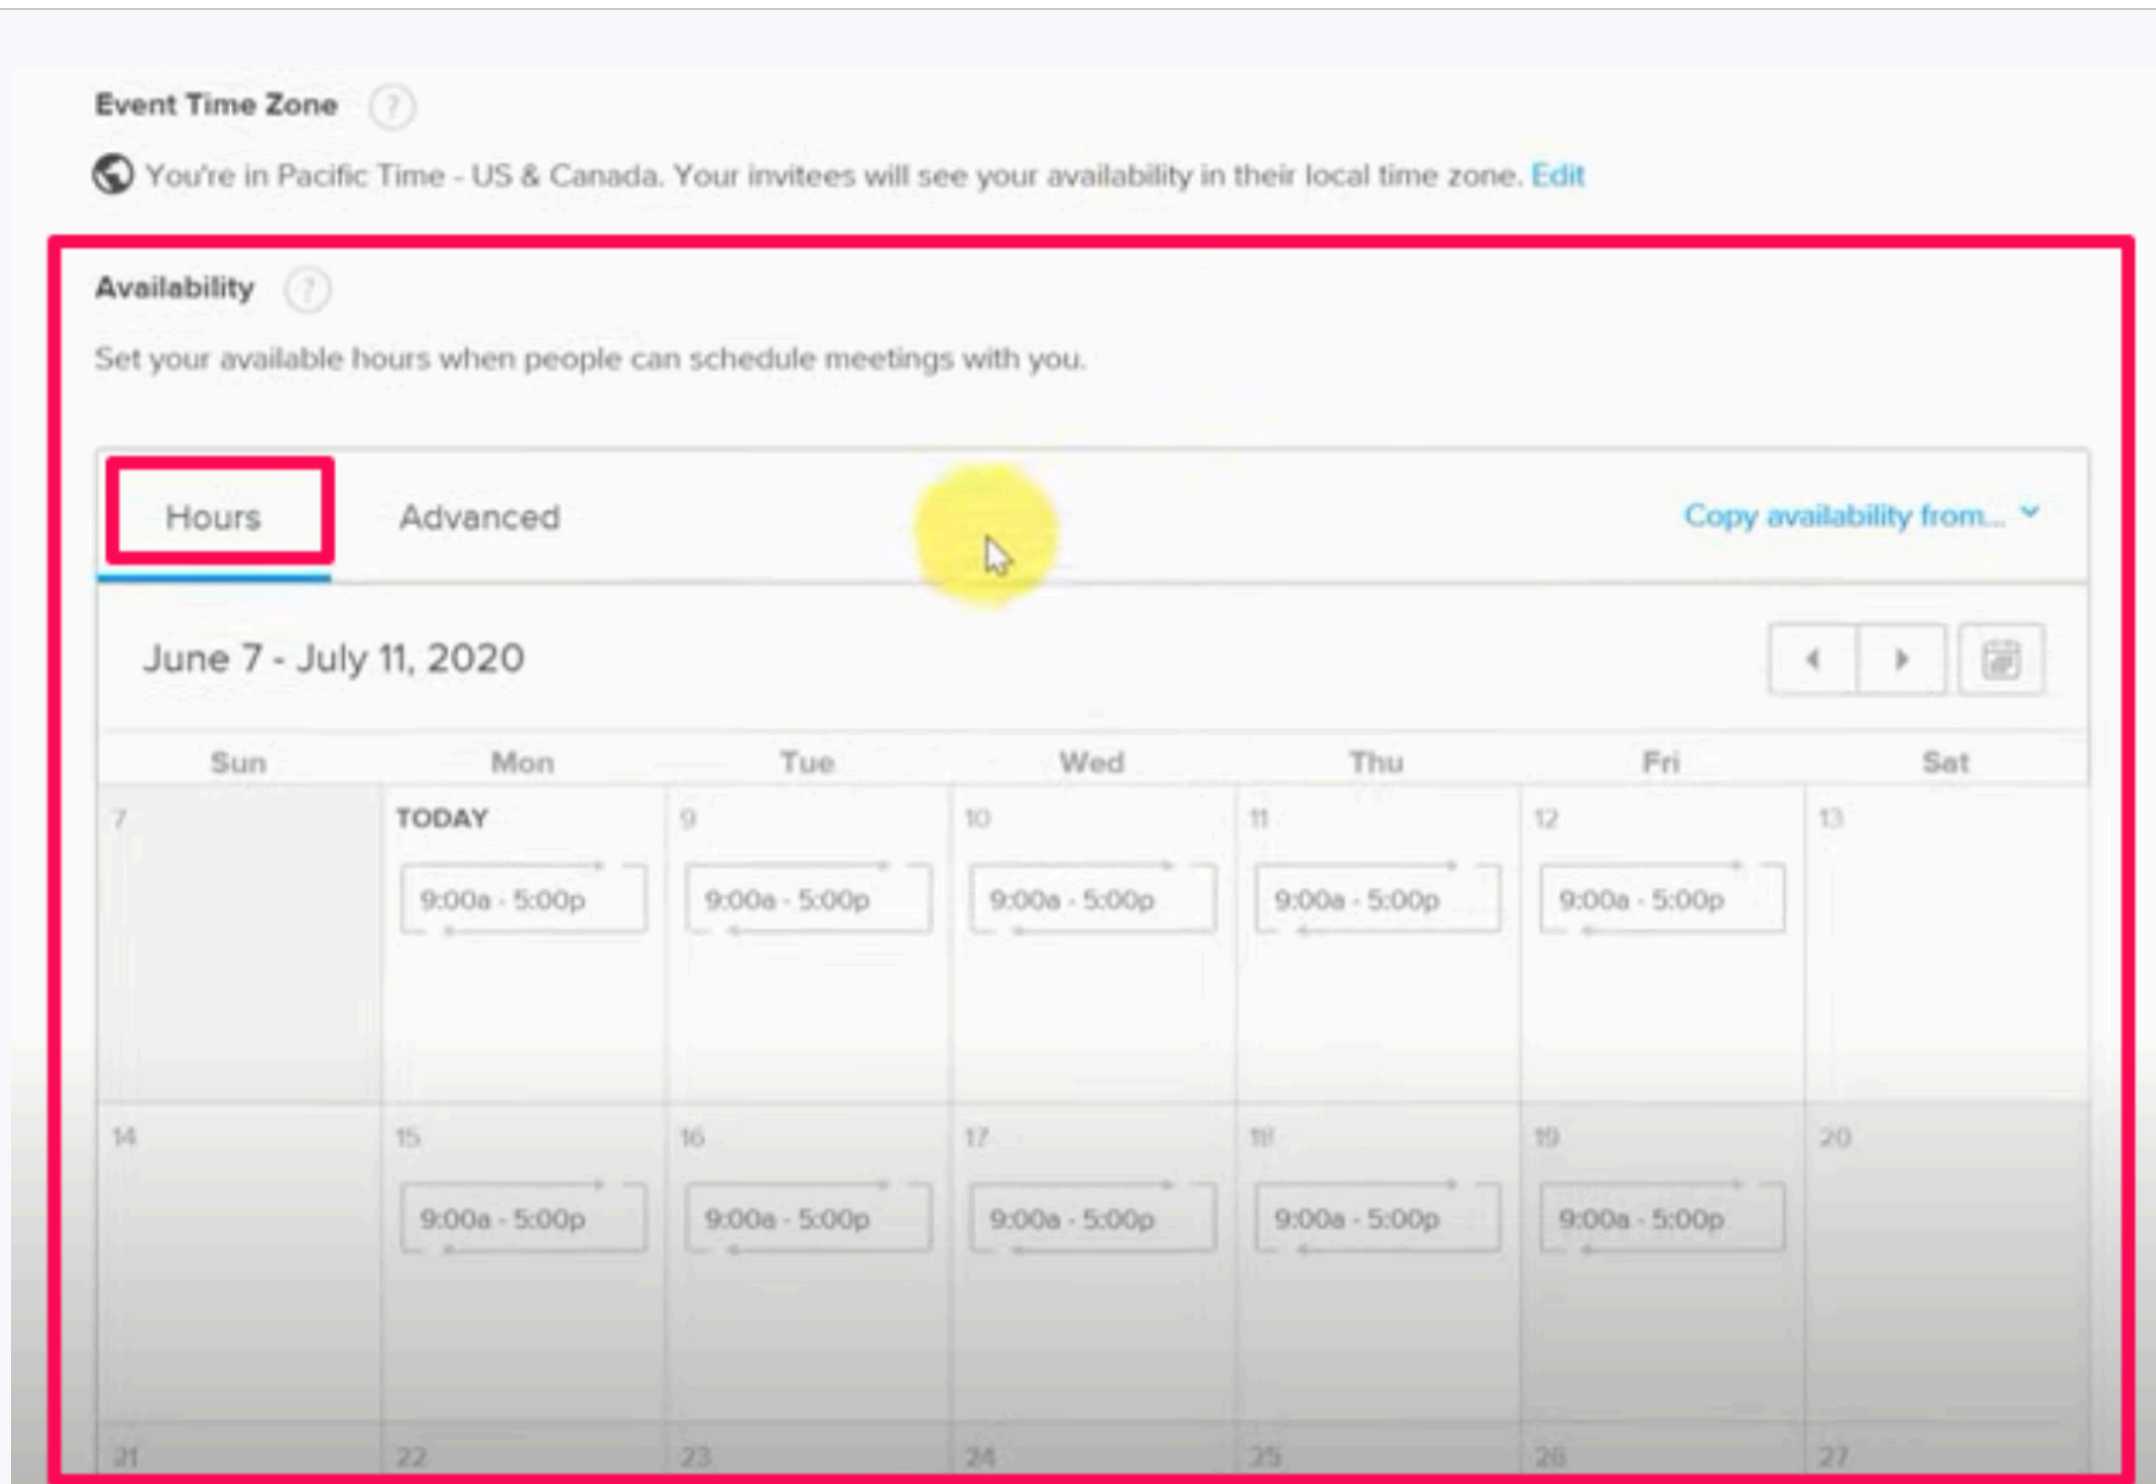 Event Time Zone ?
You're in Pacific Time - US & Canada. Your invitees will see your availability in their local time zone. Edit
Availability ?
Set your available hours when people can schedule meetings with you.
Hours Advanced Copy availability from...
June 7 - July 11, 2020
Sun Mon Tue Wed Thu Fri Sat
7 TODAY 9 10 11 12 13
9:00a - 5:00p 9:00a - 5:00p 9:00a - 5:00p 9:00a - 5:00p 9:00a - 5:00p
14 15 16 17 18 19 20
9:00a - 5:00p 9:00a - 5:00p 9:00a - 5:00p 9:00a - 5:00p 9:00a - 5:00p
21 22 23 24 25 26 27